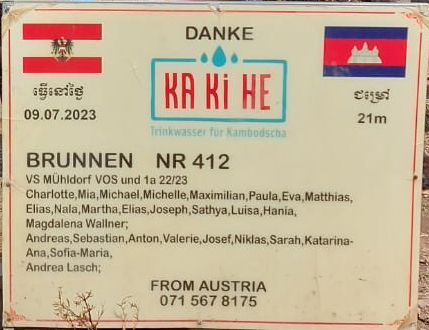 DANKE
KA Ki HE
Trinkwasser für Kambodscha
ធ្វើនៅថ្ងៃ
09.07.2023
ជម្រៅ
21m
BRUNNEN NR 412
VS MÜhldorf VOS und 1a 22/23
Charlotte,Mia,Michael,Michelle,Maximilian,Paula,Eva,Matthias,
Elias,Nala,Martha,Elias,Joseph,Sathya,Luisa,Hania,
Magdalena Wallner;
Andreas,Sebastian,Anton,Valerie,Josef,Niklas,Sarah,Katarina-
Ana,Sofia-Maria,
Andrea Lasch;
FROM AUSTRIA
071 567 8175